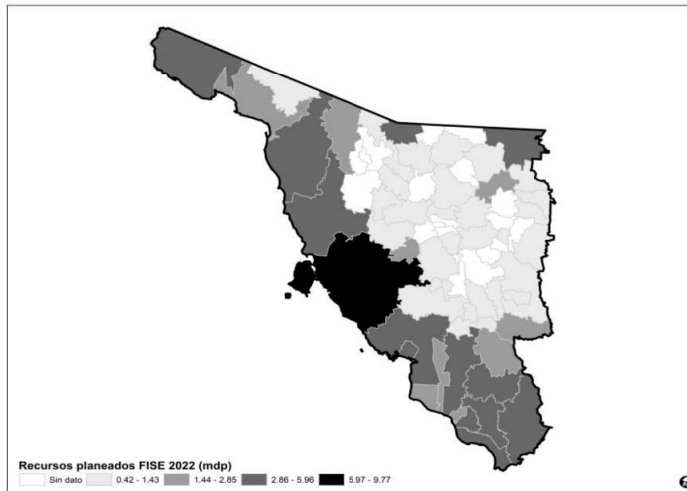 Recursos planeados FISE 2022 (mdp)
Sin dato 0.42 - 1.43 1.44 - 2.85 2.86 - 5.96 5.97 - 9.77